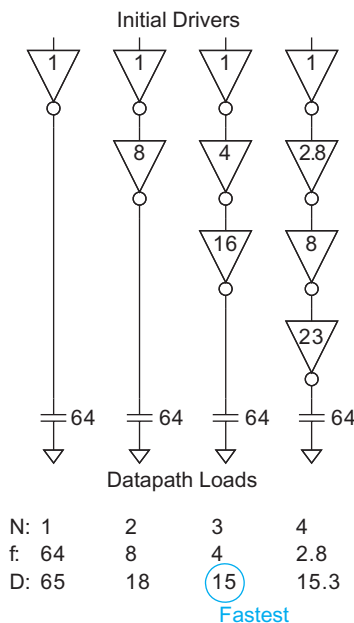 Initial Drivers
1 1 1 1
8 4 2.8
16 8
23
64 64 64 64
Datapath Loads
N: 1 2 3 4
f: 64 8 4 2.8
D: 65 18 15 15.3
Fastest